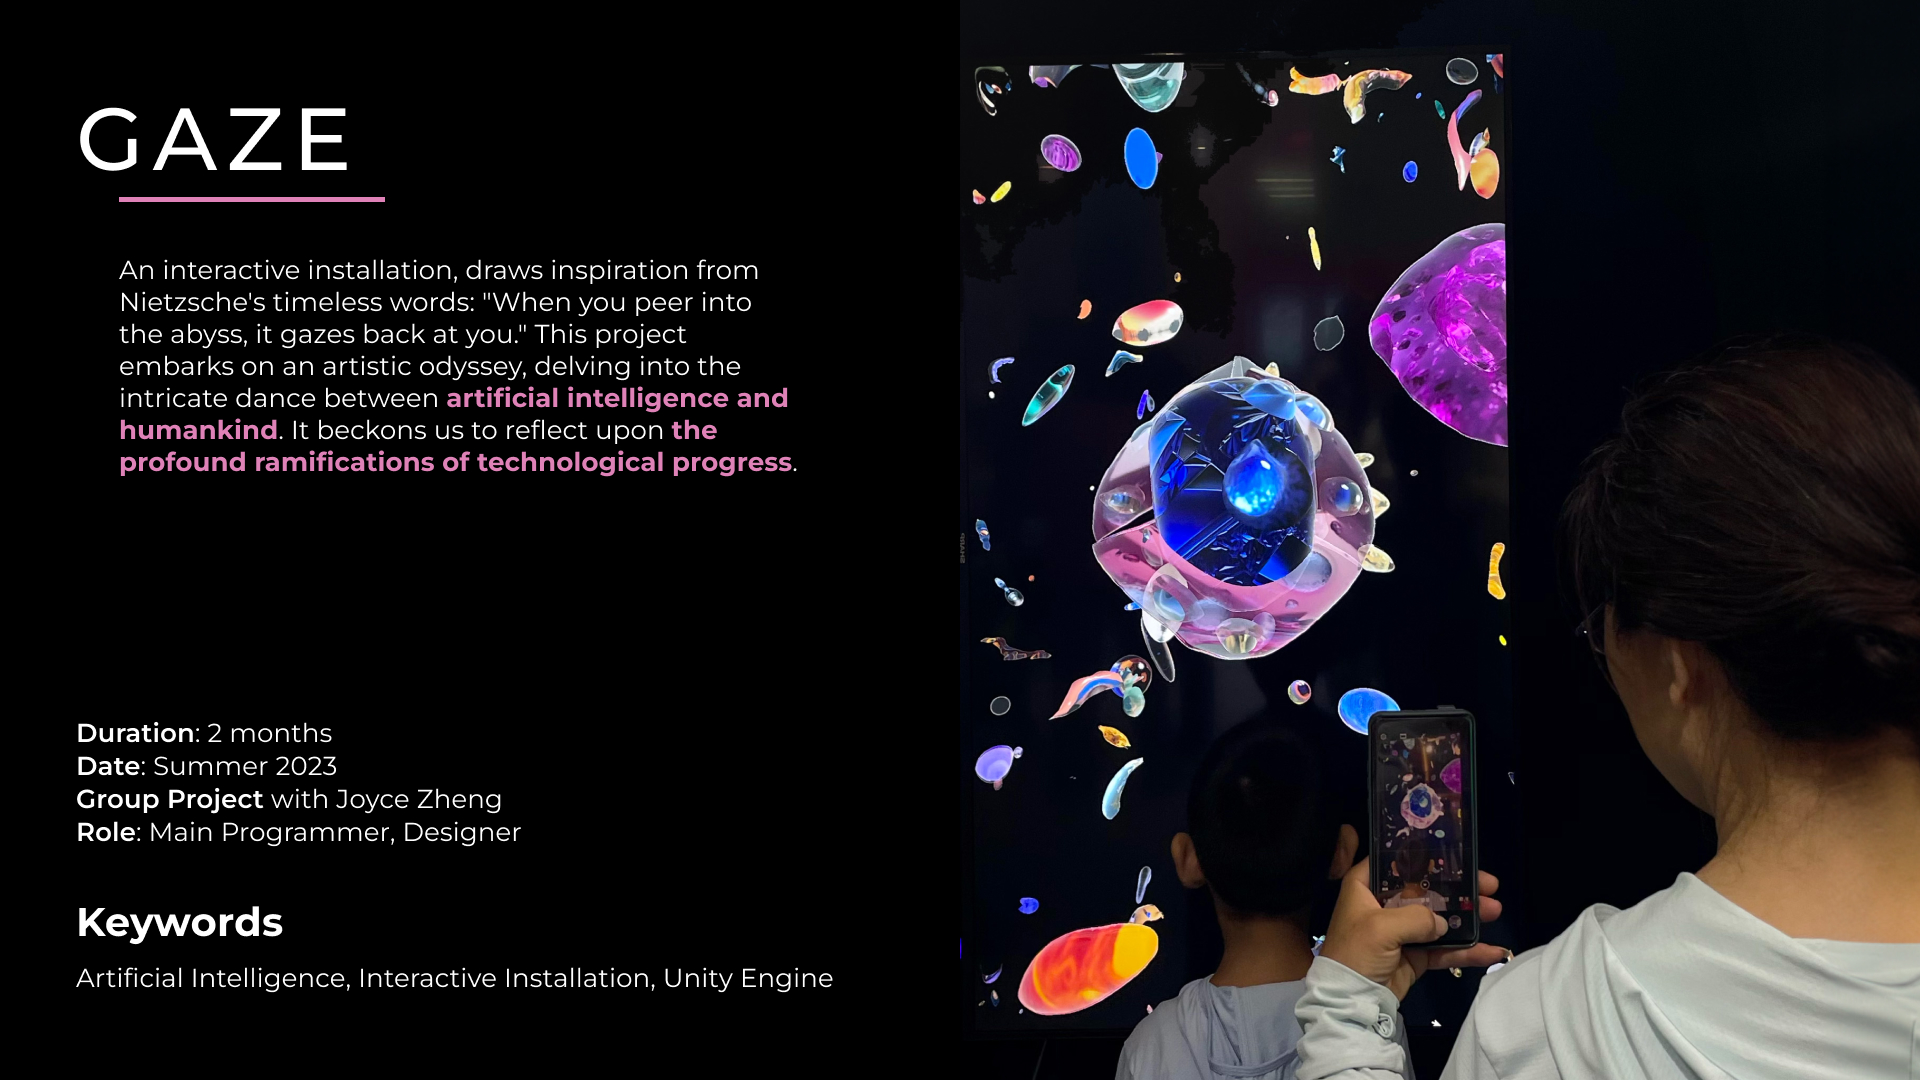 GAZE
An interactive installation, draws inspiration from
Nietzsche's timeless words: "When you peer into
the abyss, it gazes back at you." This project
embarks on an artistic odyssey, delving into the
intricate dance between artificial intelligence and
humankind. It beckons us to reflect upon the
profound ramifications of technological progress.
Duration: 2 months
Date: Summer 2023
Group Project with Joyce Zheng
Role: Main Programmer, Designer
Keywords
Artificial Intelligence, Interactive Installation, Unity Engine